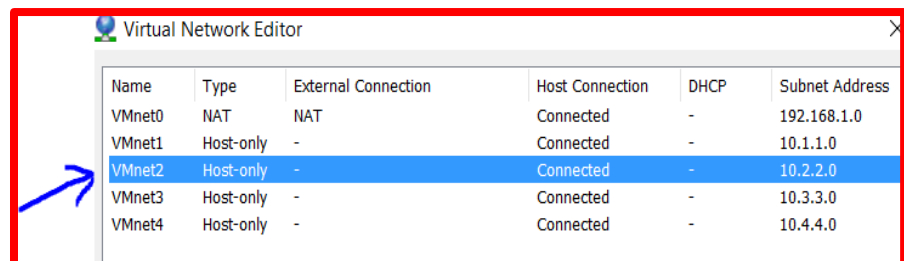 Virtual Network Editor
Name Type External Connection Host Connection DHCP Subnet Address
VMnet0 NAT NAT Connected - 192.168.1.0
VMnet1 Host-only - Connected - 10.1.1.0
VMnet2 Host-only - Connected - 10.2.2.0
VMnet3 Host-only - Connected - 10.3.3.0
VMnet4 Host-only - Connected - 10.4.4.0